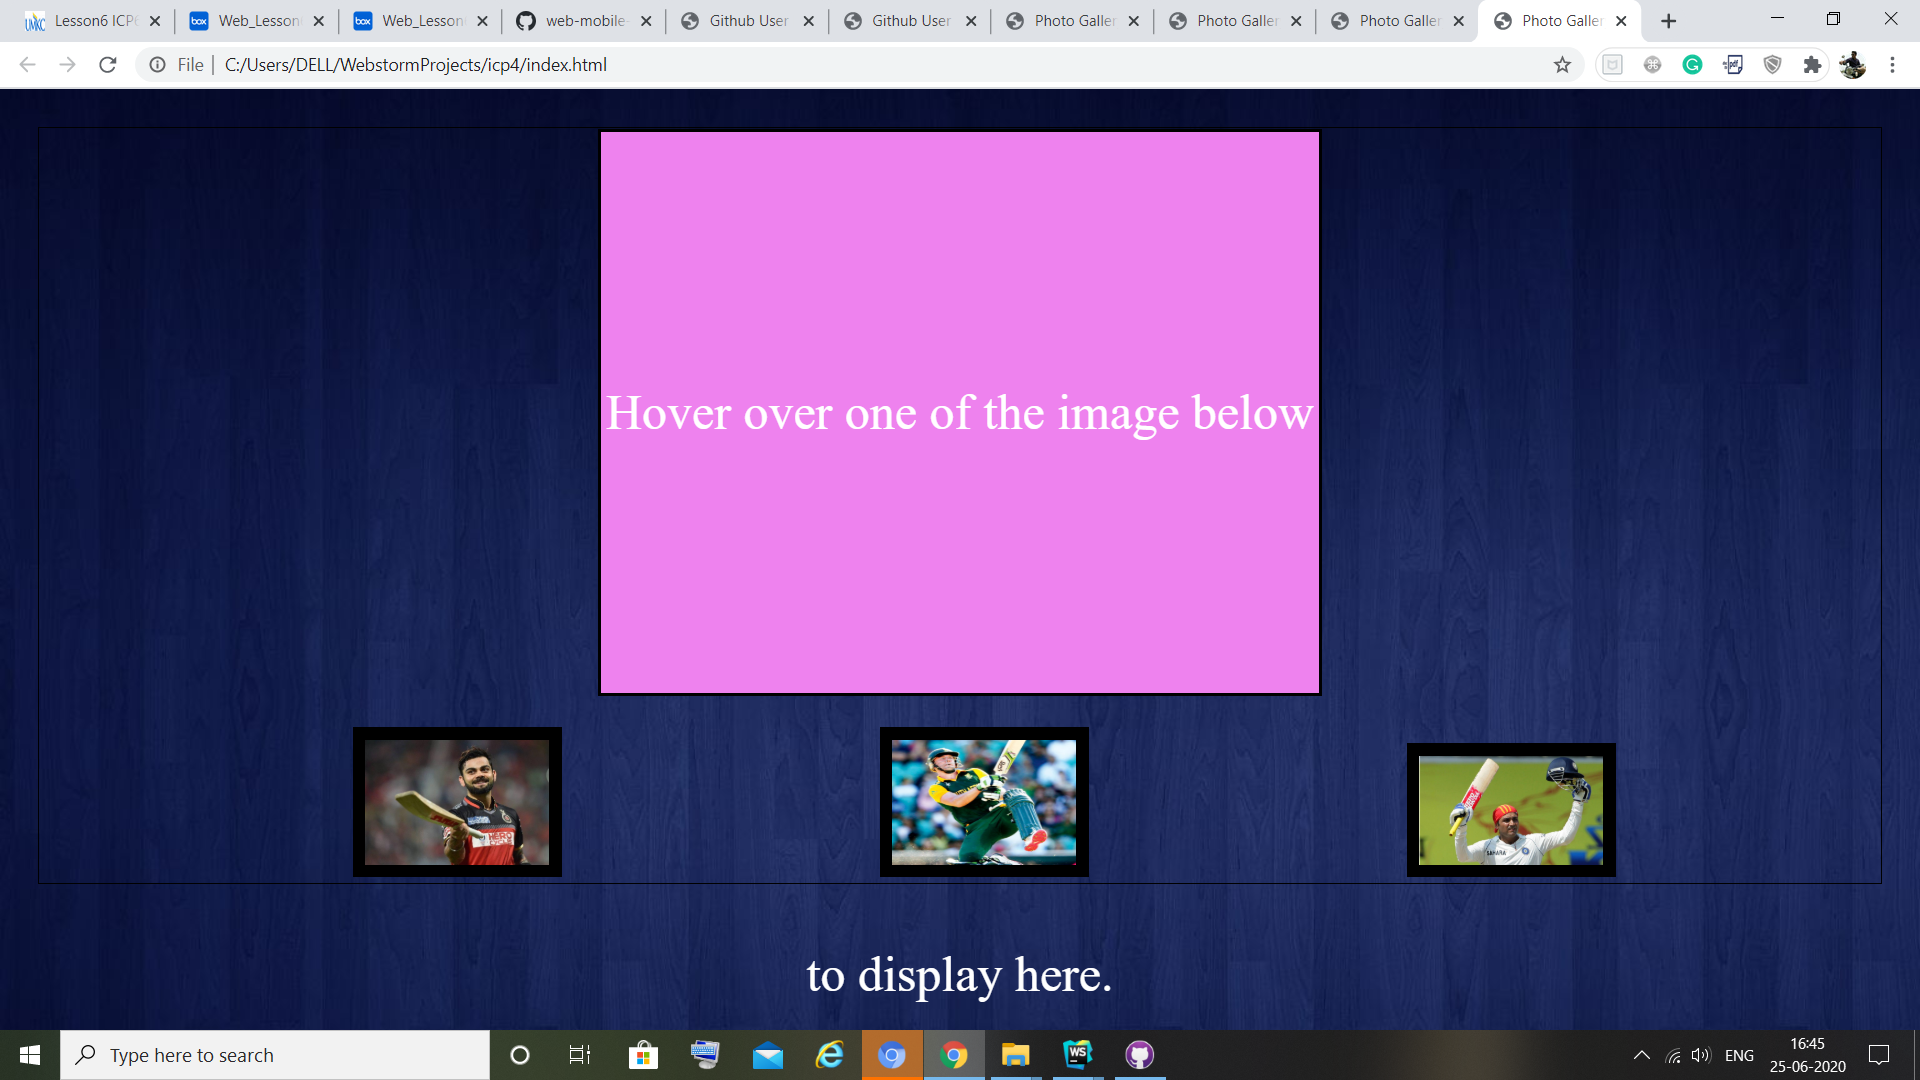 Lesson6 ICP
Web_Lesson
Web_Lesson
web-mobile-
Github User
Github User
Photo Galler
Photo Galler
Photo Galler
Photo Galler
File | C:/Users/DELL/WebstormProjects/icp4/index.html
Hover over one of the image below
SAHARA
to display here.
Type here to search
ENG
16:45
25-06-2020